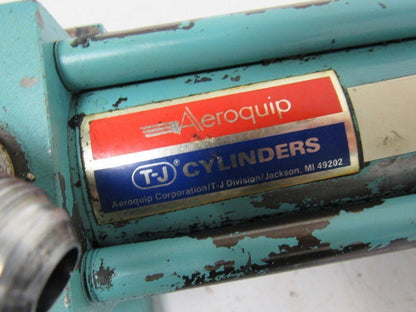 Aeroquip
T-J® CYLINDERS
Aeroquip Corporation/T-J Division/Jackson, MI 49202